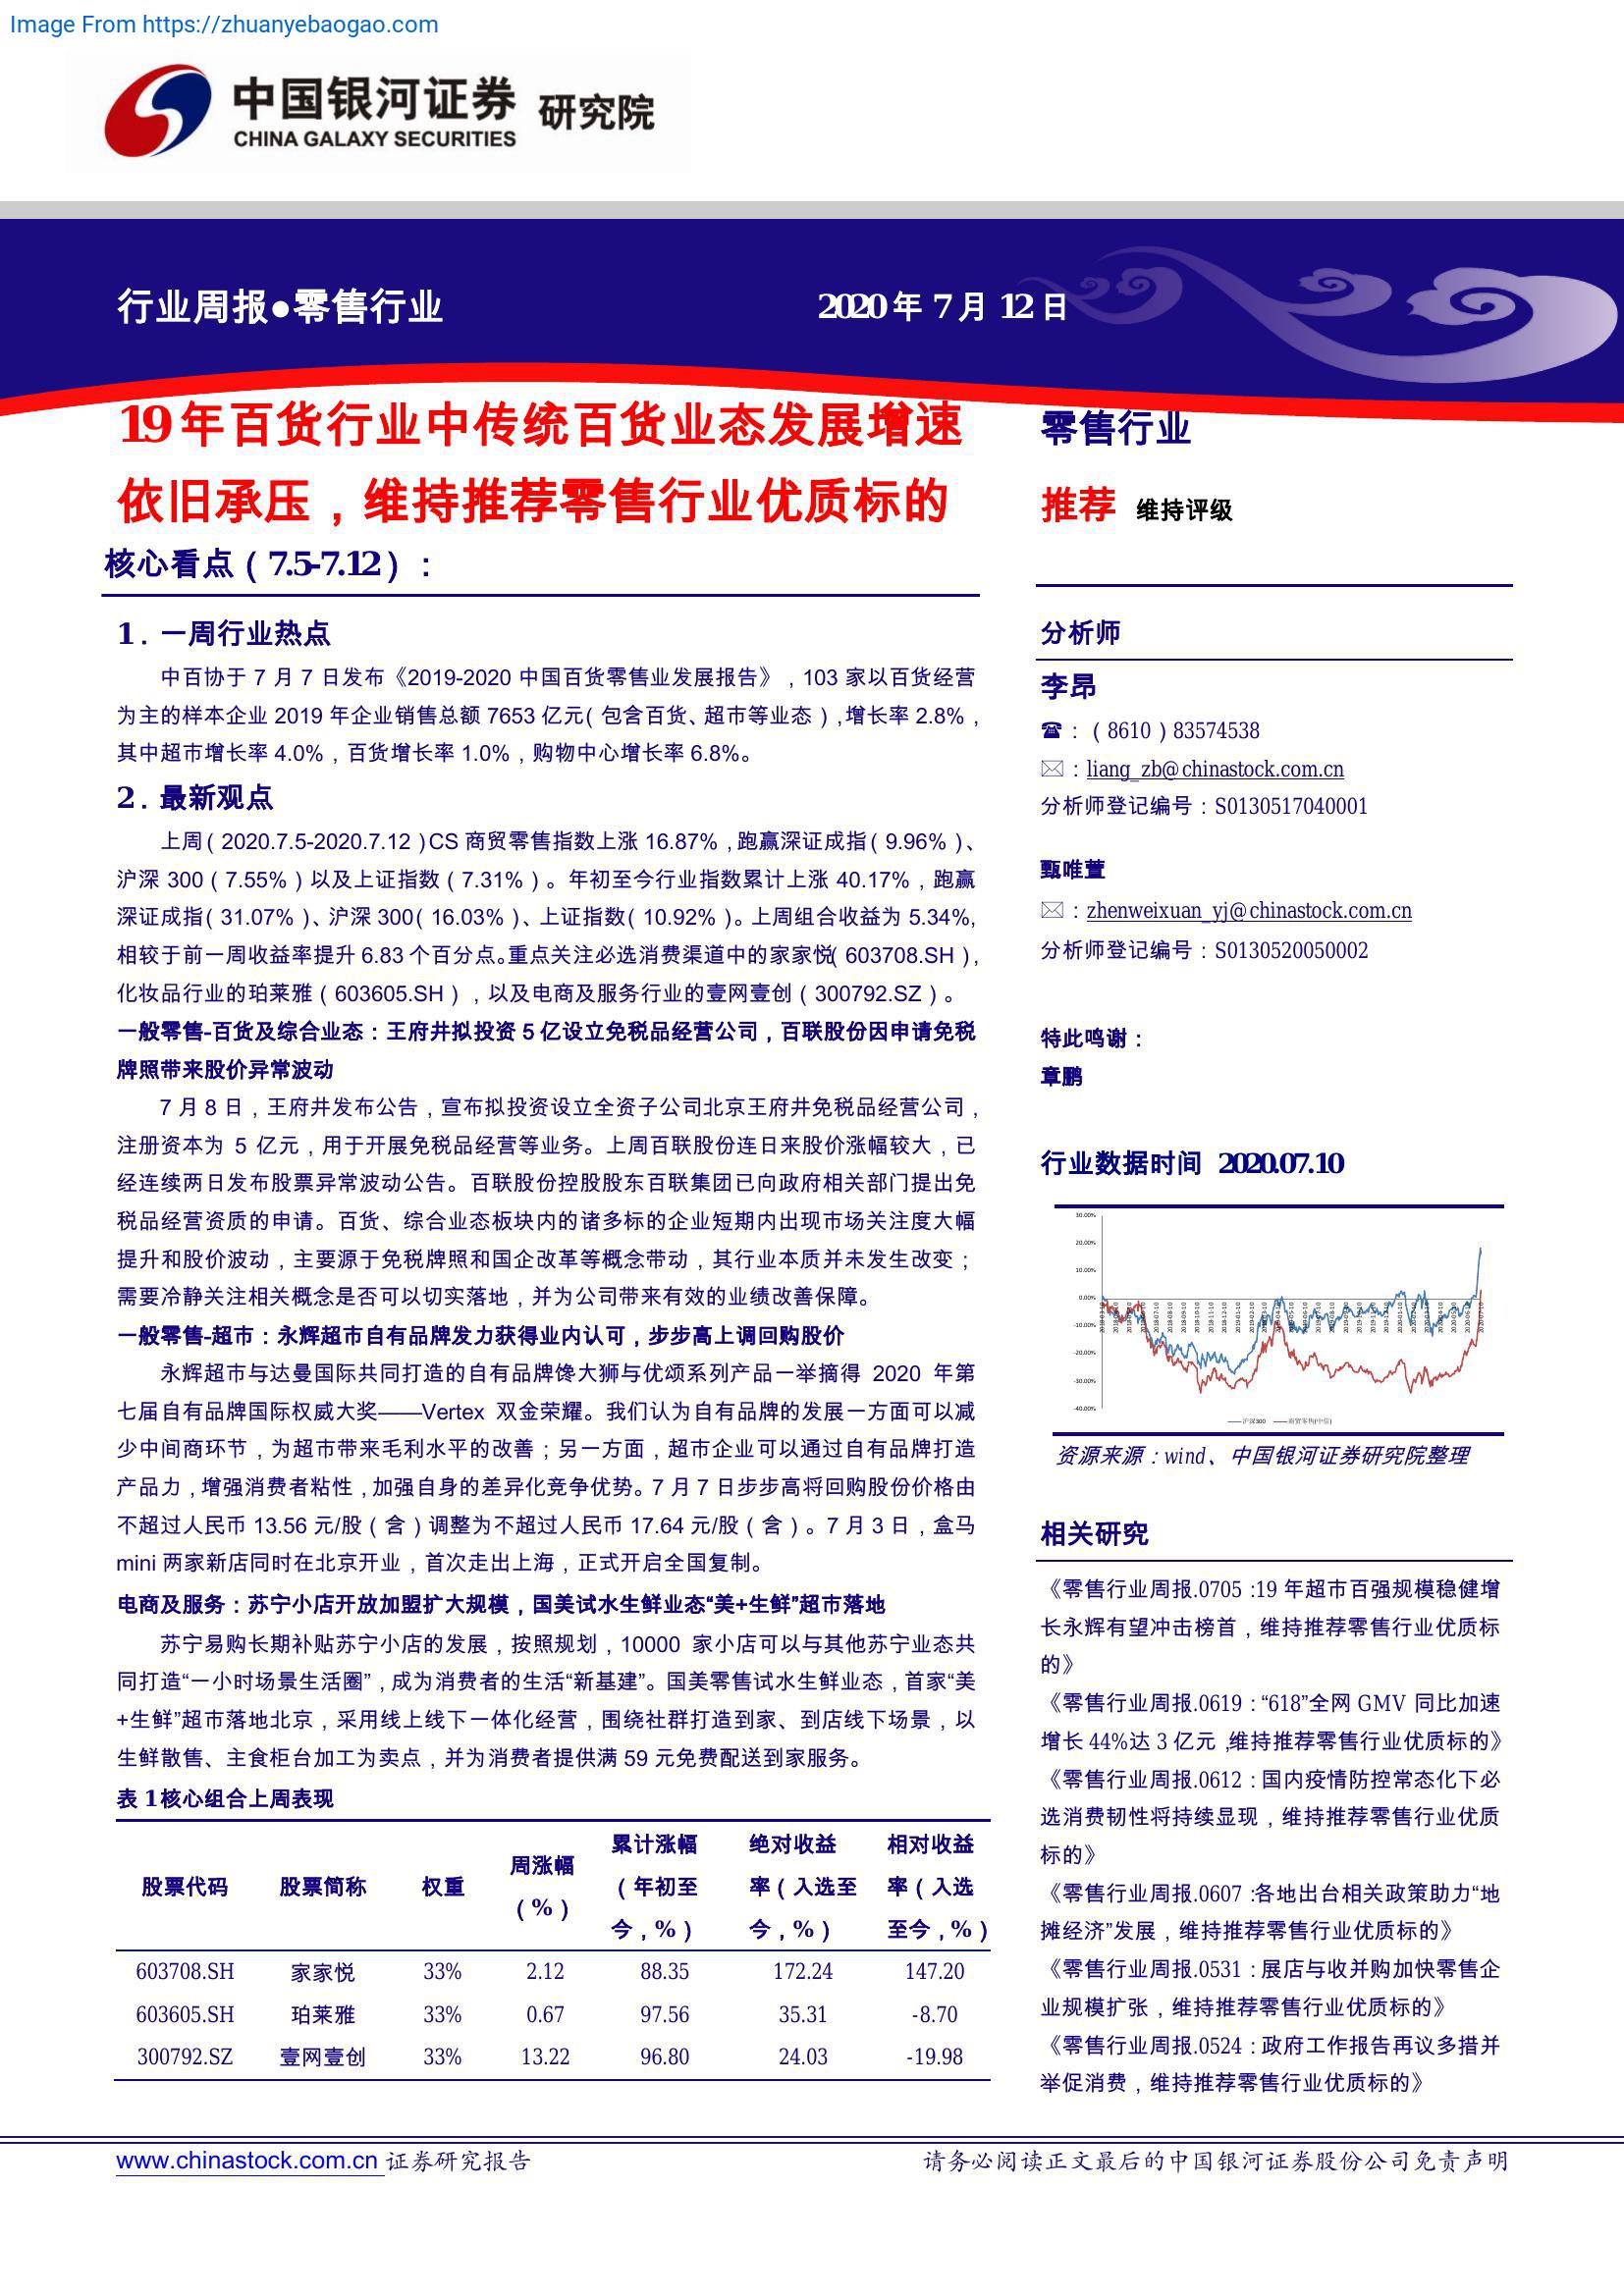 Image From https://zhuanyebaogao.com
中国银河证券 研究院
CHINA GALAXY SECURITIES
行业周报●零售行业
2020年7月12日
19年百货行业中传统百货业态发展增速
依旧承压，维持推荐零售行业优质标的
核心看点（7.5-7.12）：
1．一周行业热点
中百协于 7 月 7 日发布《2019-2020 中国百货零售业发展报告》，103 家以百货经营
为主的样本企业 2019 年企业销售总额 7653 亿元（包含百货、超市等业态），增长率 2.8%，
其中超市增长率 4.0%，百货增长率 1.0%，购物中心增长率 6.8%。
2．最新观点
上周（2020.7.5-2020.7.12）CS 商贸零售指数上涨 16.87%，跑赢深证成指（9.96%）、
沪深 300（7.55%）以及上证指数（7.31%）。年初至今行业指数累计上涨 40.17%，跑赢
深证成指（31.07%）、沪深 300（16.03%）、上证指数（10.92%）。上周组合收益为 5.34%,
相较于前一周收益率提升 6.83 个百分点。重点关注必选消费渠道中的家家悦（603708.SH），
化妆品行业的珀莱雅（603605.SH），以及电商及服务行业的壹网壹创（300792.SZ）。
一般零售-百货及综合业态：王府井拟投资 5 亿设立免税品经营公司，百联股份因申请免税
牌照带来股价异常波动
7 月 8 日，王府井发布公告，宣布拟投资设立全资子公司北京王府井免税品经营公司，
注册资本为 5 亿元，用于开展免税品经营等业务。上周百联股份连日来股价涨幅较大，已
经连续两日发布股票异常波动公告。百联股份控股股东百联集团已向政府相关部门提出免
税品经营资质的申请。百货、综合业态板块内的诸多标的企业短期内出现市场关注度大幅
提升和股价波动，主要源于免税牌照和国企改革等概念带动，其行业本质并未发生改变；
需要冷静关注相关概念是否可以切实落地，并为公司带来有效的业绩改善保障。
一般零售-超市：永辉超市自有品牌发力获得业内认可，步步高上调回购股价
永辉超市与达曼国际共同打造的自有品牌馋大狮与优颂系列产品一举摘得 2020 年第
七届自有品牌国际权威大奖——Vertex 双金荣耀。我们认为自有品牌的发展一方面可以减
少中间商环节，为超市带来毛利水平的改善；另一方面，超市企业可以通过自有品牌打造
产品力，增强消费者粘性，加强自身的差异化竞争优势。7 月 7 日步步高将回购股份价格由
不超过人民币 13.56 元/股（含）调整为不超过人民币 17.64 元/股（含）。7 月 3 日，盒马
mini 两家新店同时在北京开业，首次走出上海，正式开启全国复制。
电商及服务：苏宁小店开放加盟扩大规模，国美试水生鲜业态“美+生鲜”超市落地
苏宁易购长期补贴苏宁小店的发展，按照规划，10000 家小店可以与其他苏宁业态共
同打造“一小时场景生活圈”，成为消费者的生活“新基建”。国美零售试水生鲜业态，首家“美
+生鲜”超市落地北京，采用线上线下一体化经营，围绕社群打造到家、到店线下场景，以
生鲜散售、主食柜台加工为卖点，并为消费者提供满 59 元免费配送到家服务。
表 1核心组合上周表现
股票代码 股票简称 权重 周涨幅（%） 累计涨幅（年初至今，%） 绝对收益率（入选至今，%） 相对收益率（入选至今，%）
603708.SH 家家悦 33% 2.12 88.35 172.24 147.20
603605.SH 珀莱雅 33% 0.67 97.56 35.31 -8.70
300792.SZ 壹网壹创 33% 13.22 96.80 24.03 -19.98
零售行业
推荐 维持评级
分析师
李昂
☎：（8610）83574538
✉：liang_zb@chinastock.com.cn
分析师登记编号：S0130517040001
甄唯萱
✉：zhenweixuan_yj@chinastock.com.cn
分析师登记编号：S0130520050002
特此鸣谢：
章鹏
行业数据时间 2020.07.10
30.00%
20.00%
10.00%
0.00%
-10.00%
-20.00%
-30.00%
-40.00%
沪深300 商贸零售(中信)
资源来源：wind、中国银河证券研究院整理
相关研究
《零售行业周报.0705：19 年超市百强规模稳健增
长永辉有望冲击榜首，维持推荐零售行业优质标
的》
《零售行业周报.0619：“618”全网 GMV 同比加速
增长 44%达 3 亿元，维持推荐零售行业优质标的》
《零售行业周报.0612：国内疫情防控常态化下必
选消费韧性将持续显现，维持推荐零售行业优质
标的》
《零售行业周报.0607：各地出台相关政策助力“地
摊经济”发展，维持推荐零售行业优质标的》
《零售行业周报.0531：展店与收并购加快零售企
业规模扩张，维持推荐零售行业优质标的》
《零售行业周报.0524：政府工作报告再议多措并
举促消费，维持推荐零售行业优质标的》
www.chinastock.com.cn 证券研究报告
请务必阅读正文最后的中国银河证券股份公司免责声明